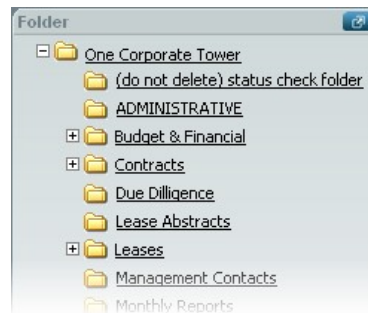 Folder
One Corporate Tower
(do not delete) status check folder
ADMINISTRATIVE
Budget & Financial
Contracts
Due Dilligence
Lease Abstracts
Leases
Management Contacts
Monthly Reports